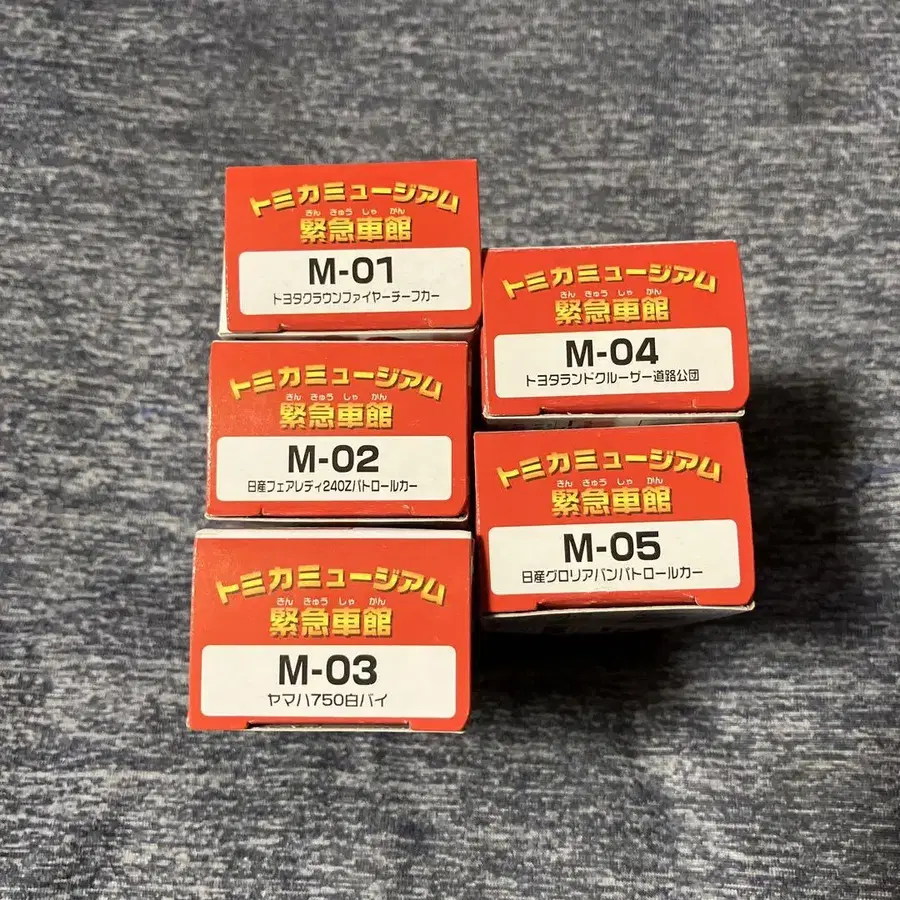 トミカミュージアム
きん きゅう しゃ かん
緊急車館
M-01
トヨタクラウンファイヤーチーフカー
トミカミュージアム
きん きゅう しゃ かん
緊急車館
M-02
日産フェアレディ240Zパトロールカー
トミカミュージアム
きん きゅう しゃ かん
緊急車館
M-03
ヤマハ750白バイ
トミカミュージアム
きん きゅう しゃ かん
緊急車館
M-04
トヨタランドクルーザー道路公団
トミカミュージアム
きん きゅう しゃ かん
緊急車館
M-05
日産グロリアバンパトロールカー